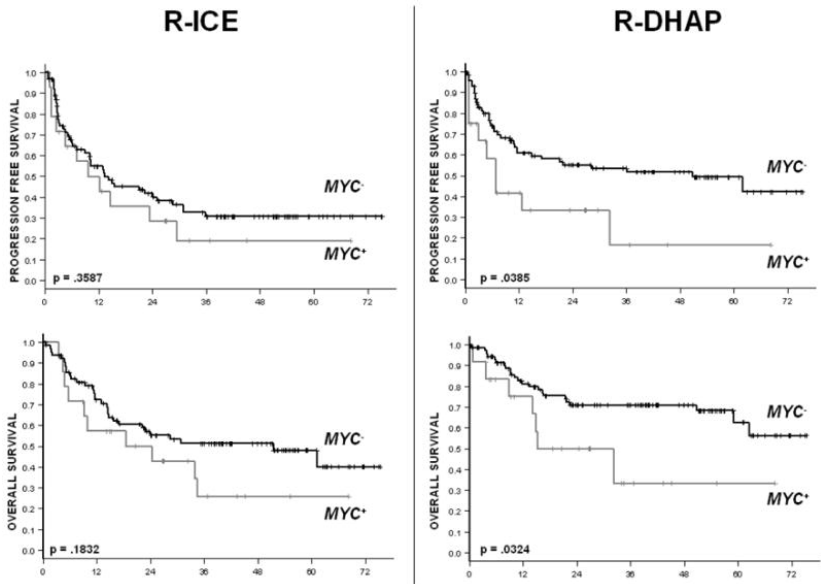 R-ICE
R-DHAP
PROGRESSION FREE SURVIVAL
1.0
0.9
0.8
0.7
0.6
0.5
0.4
0.3
0.2
0.1
0.0
MYC-
MYC+
p = .3587
0 12 24 36 48 60 72
PROGRESSION FREE SURVIVAL
1.0
0.9
0.8
0.7
0.6
0.5
0.4
0.3
0.2
0.1
0.0
MYC-
MYC+
p = .0385
0 12 24 36 48 60 72
OVERALL SURVIVAL
1.0
0.9
0.8
0.7
0.6
0.5
0.4
0.3
0.2
0.1
0.0
MYC-
MYC+
p = .1832
0 12 24 36 48 60 72
OVERALL SURVIVAL
1.0
0.9
0.8
0.7
0.6
0.5
0.4
0.3
0.2
0.1
0.0
MYC-
MYC+
p = .0324
0 12 24 36 48 60 72